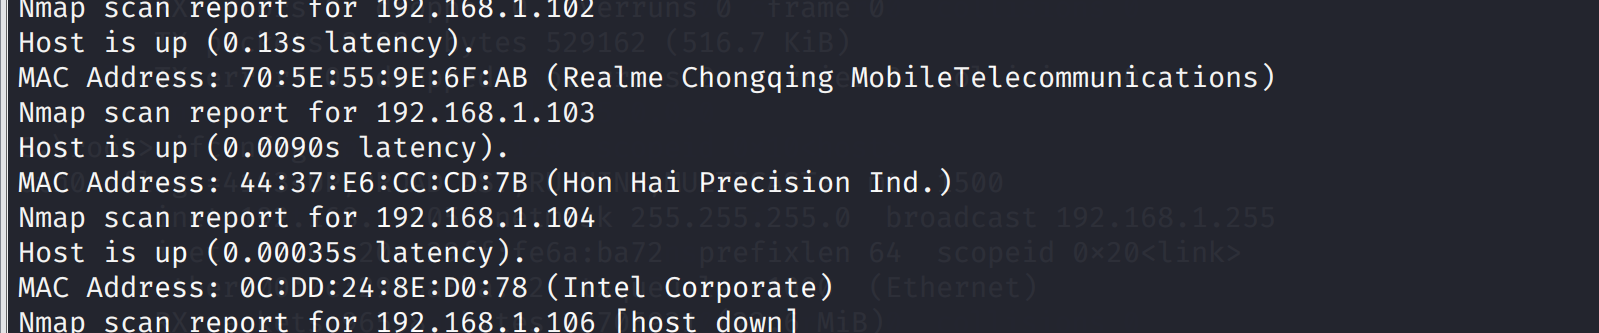 Nmap scan report for 192.168.1.102
Host is up (0.13s latency).
MAC Address: 70:5E:55:9E:6F:AB (Realme Chongqing MobileTelecommunications)
Nmap scan report for 192.168.1.103
Host is up (0.0090s latency).
MAC Address: 44:37:E6:CC:CD:7B (Hon Hai Precision Ind.)
Nmap scan report for 192.168.1.104
Host is up (0.00035s latency).
MAC Address: 0C:DD:24:8E:D0:78 (Intel Corporate)
Nmap scan report for 192.168.1.106 [host down]